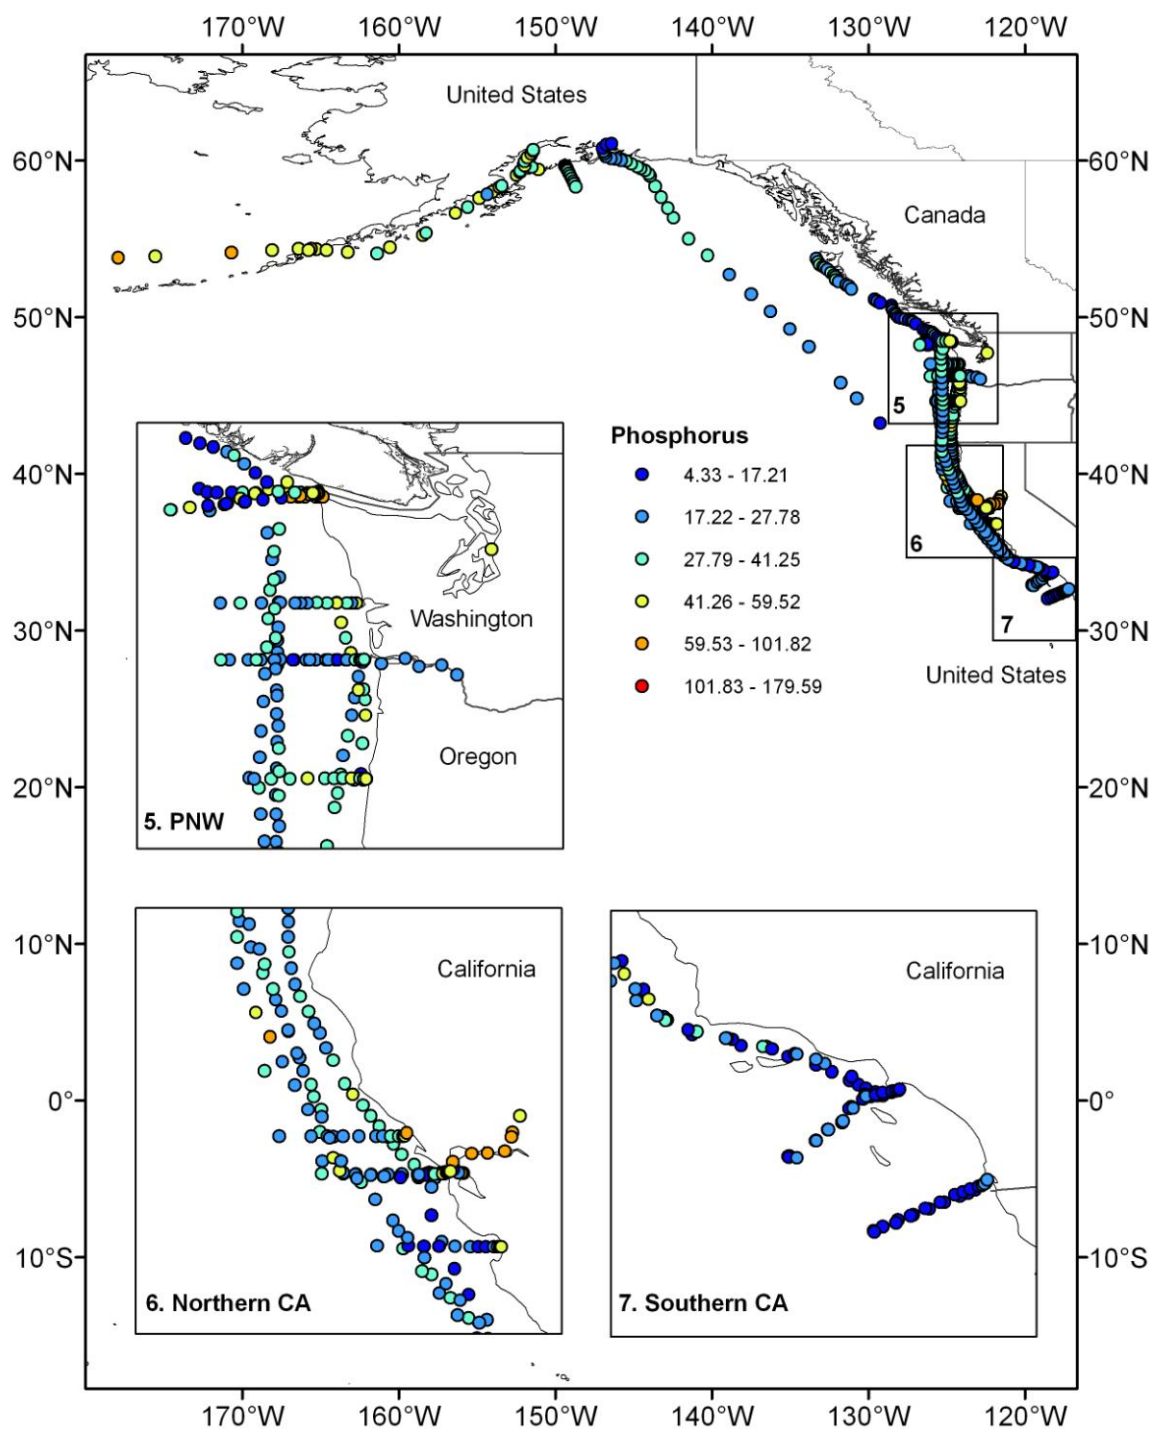 170°W 160°W 150°W 140°W 130°W 120°W
United States
60°N 60°N
Canada
50°N 50°N
5
Phosphorus
4.33 - 17.21
40°N 40°N
17.22 - 27.78
6
27.79 - 41.25
41.26 - 59.52
7
Washington
30°N 30°N
59.53 - 101.82
United States
101.83 - 179.59
Oregon
20°N 20°N
5. PNW
10°N 10°N
California
California
0° 0°
10°S 10°S
6. Northern CA
7. Southern CA
170°W 160°W 150°W 140°W 130°W 120°W